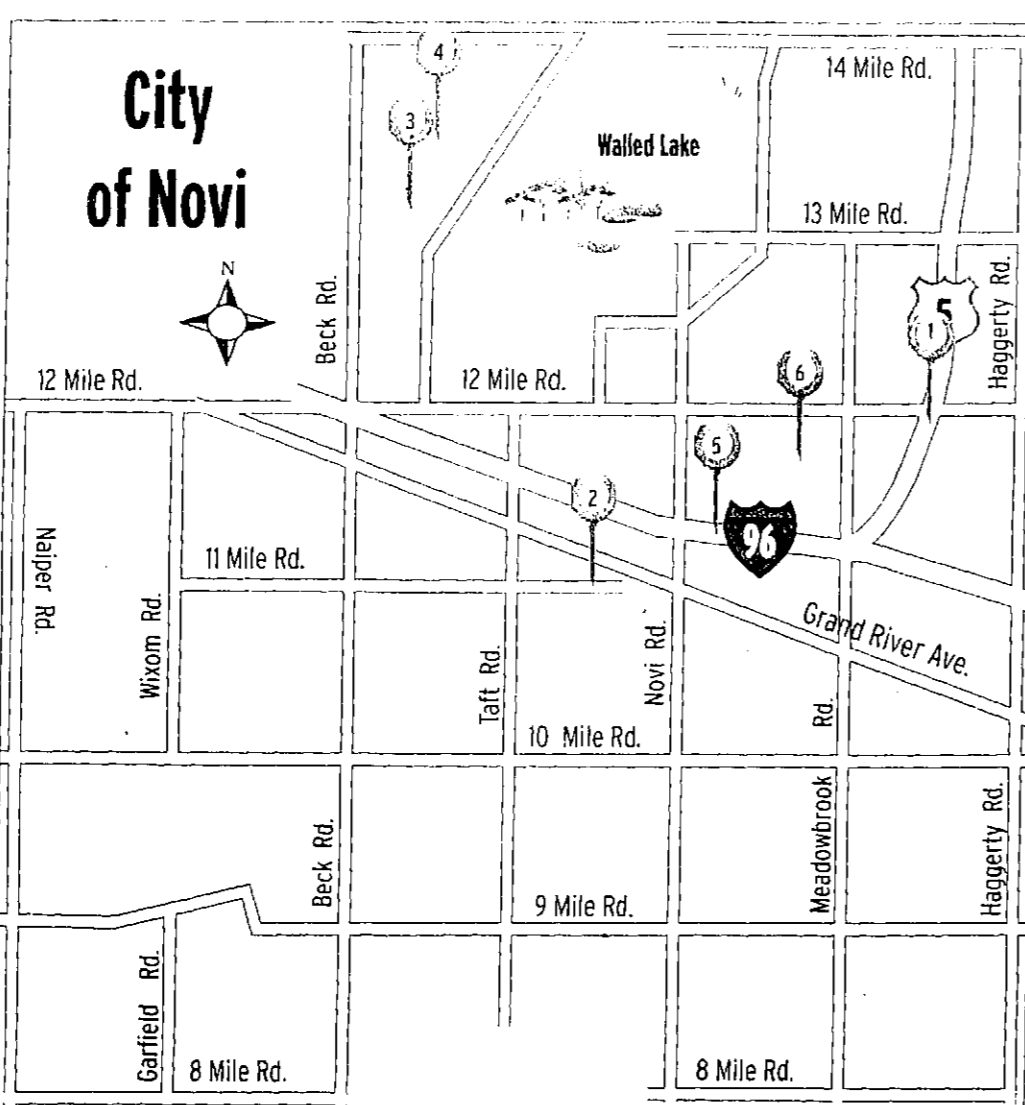 City
of Novi
N
4
3
14 Mile Rd.
Walled Lake
13 Mile Rd.
Beck Rd.
Haggerty Rd.
5
1
12 Mile Rd.
12 Mile Rd.
6
5
2
96
Naiper Rd.
11 Mile Rd.
Wixom Rd.
Grand River Ave.
Taft Rd.
Novi Rd.
Rd.
10 Mile Rd.
Meadowbrook
Beck Rd.
Haggerty Rd.
9 Mile Rd.
Garfield Rd.
8 Mile Rd.
8 Mile Rd.